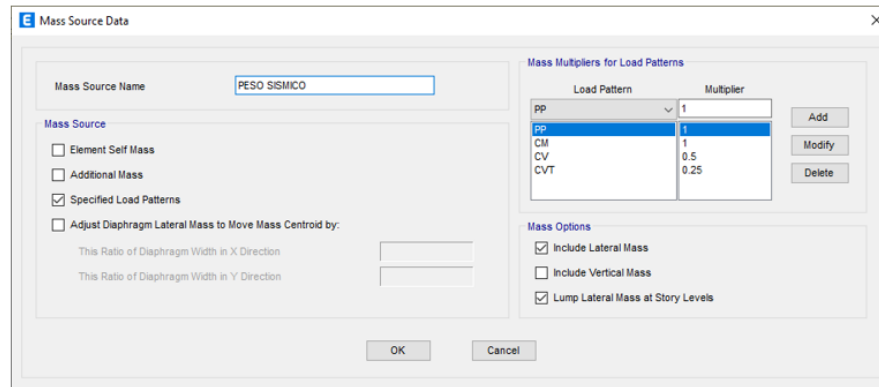 E Mass Source Data
Mass Source Name PESO SISMICO
Mass Source
Element Self Mass
Additional Mass
Specified Load Patterns
Adjust Diaphragm Lateral Mass to Move Mass Centroid by:
This Ratio of Diaphragm Width in X Direction
This Ratio of Diaphragm Width in Y Direction
Mass Multipliers for Load Patterns
Load Pattern Multiplier
PP 1
PP 1
CM 1
CV 0.5
CVT 0.25
Add
Modify
Delete
Mass Options
Include Lateral Mass
Include Vertical Mass
Lump Lateral Mass at Story Levels
OK Cancel